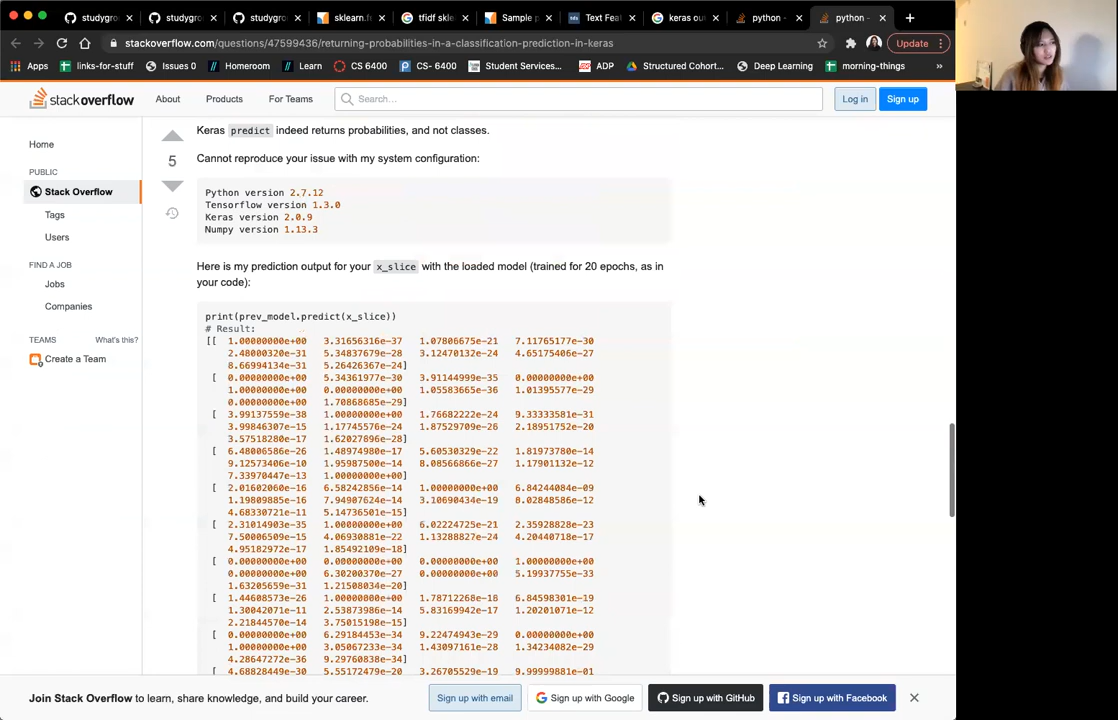 studygro
studygro
studygro
sklearn.f
tfidf skle
Sample p
Text Feat
keras ou
python -
python -
stackoverflow.com/questions/47599436/returning-probabilities-in-a-classification-prediction-in-keras
Update
Apps links-for-stuff Issues 0 Homeroom Learn CS 6400 CS- 6400 Student Services... ADP Structured Cohort... Deep Learning morning-things »
stackoverflow About Products For Teams Search... Log in Sign up
Home
PUBLIC
Stack Overflow
Tags
Users
FIND A JOB
Jobs
Companies
TEAMS What's this?
Create a Team
5
Keras predict indeed returns probabilities, and not classes.
Cannot reproduce your issue with my system configuration:
Python version 2.7.12
Tensorflow version 1.3.0
Keras version 2.0.9
Numpy version 1.13.3
Here is my prediction output for your x_slice with the loaded model (trained for 20 epochs, as in
your code):
print(prev_model.predict(x_slice))
# Result:
[[ 1.00000000e+00 3.31656316e-37 1.07806675e-21 7.11765177e-30
2.48000320e-31 5.34837679e-28 3.12470132e-24 4.65175406e-27
8.66994134e-31 5.26426367e-24]
[ 0.00000000e+00 5.34361977e-30 3.91144999e-35 0.00000000e+00
1.00000000e+00 0.00000000e+00 1.05583665e-36 1.01395577e-29
0.00000000e+00 1.70868685e-29]
[ 3.99137559e-38 1.00000000e+00 1.76682222e-24 9.33333581e-31
3.99846307e-15 1.17745576e-24 1.87529709e-26 2.18951752e-20
3.57518280e-17 1.62027896e-28]
[ 6.48006586e-26 1.48974980e-17 5.60530329e-22 1.81973780e-14
9.12573406e-10 1.95987500e-14 8.08566866e-27 1.17901132e-12
7.33970447e-13 1.00000000e+00]
[ 2.01602060e-16 6.58242856e-14 1.00000000e+00 6.84244084e-09
1.19809885e-16 7.94907624e-14 3.10690434e-19 8.02848586e-12
4.68330721e-11 5.14736501e-15]
[ 2.31014903e-35 1.00000000e+00 6.02224725e-21 2.35928828e-23
7.50006509e-15 4.06930881e-22 1.13288827e-24 4.20440718e-17
4.95182972e-17 1.85492109e-18]
[ 0.00000000e+00 0.00000000e+00 0.00000000e+00 1.00000000e+00
0.00000000e+00 6.30200370e-27 0.00000000e+00 5.19937755e-33
1.63205659e-31 1.21508034e-20]
[ 1.44608573e-26 1.00000000e+00 1.78712268e-18 6.84598301e-19
1.30042071e-11 2.53873986e-14 5.83169942e-17 1.20201071e-12
2.21844570e-14 3.75015198e-15]
[ 0.00000000e+00 6.29184453e-34 9.22474943e-29 0.00000000e+00
1.00000000e+00 3.05067233e-34 1.43097161e-28 1.34234082e-29
4.28647272e-36 9.29760838e-34]
[ 4.68828449e-30 5.55172479e-20 3.26705529e-19 9.99999881e-01
Join Stack Overflow to learn, share knowledge, and build your career. Sign up with email Sign up with Google Sign up with GitHub Sign up with Facebook